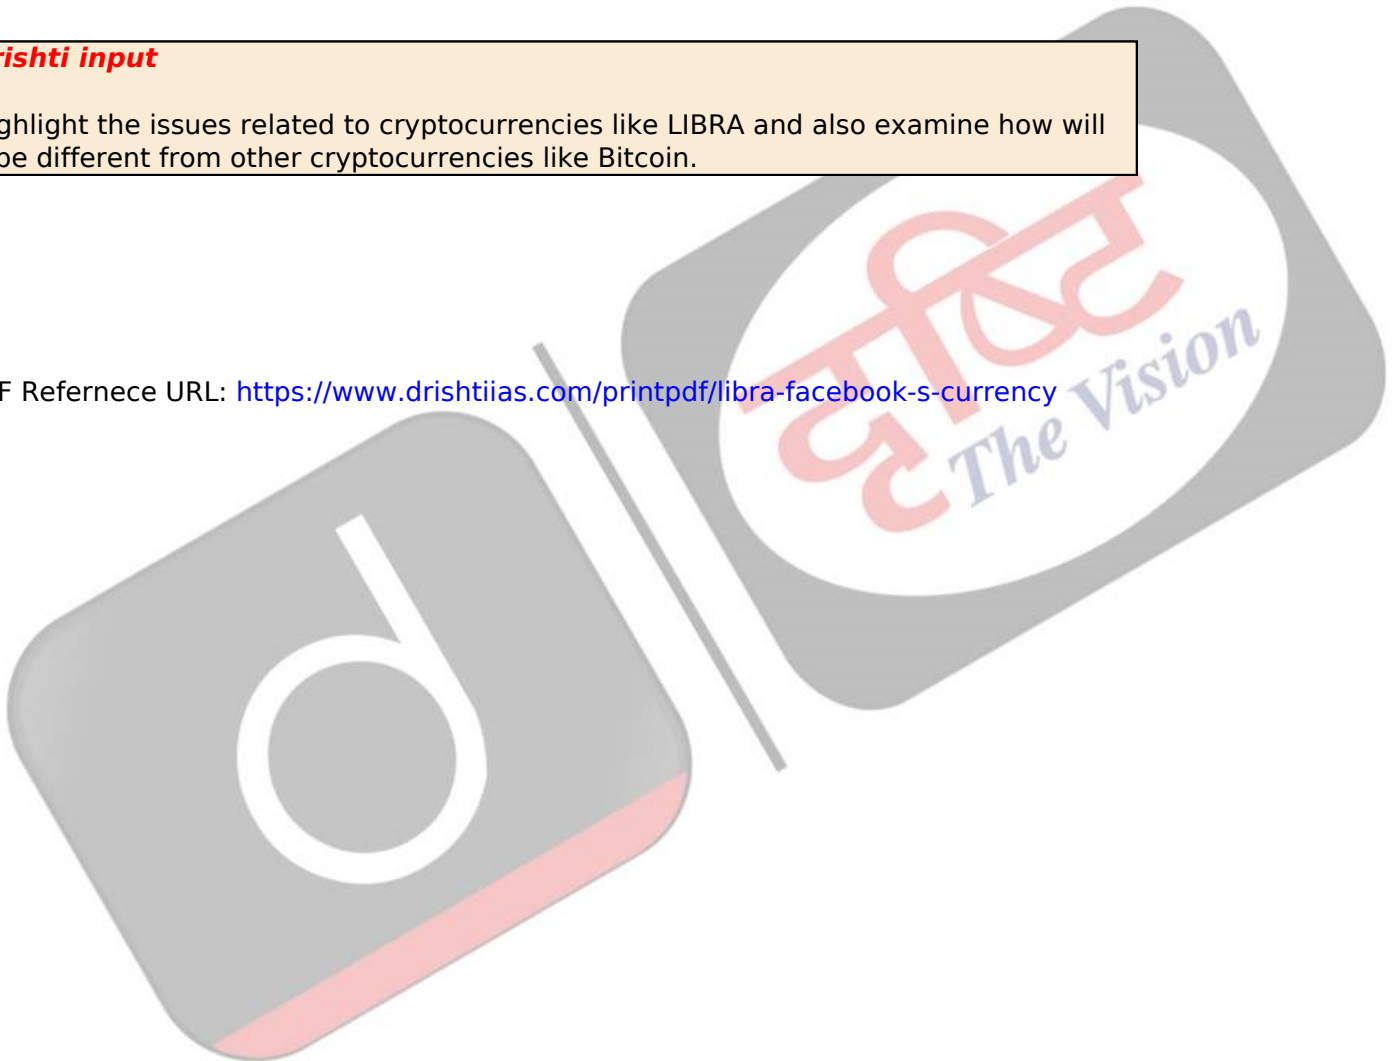 rishti input
ghlight the issues related to cryptocurrencies like LIBRA and also examine how will
be different from other cryptocurrencies like Bitcoin.
F Refernece URL: https://www.drishtiias.com/printpdf/libra-facebook-s-currency
दृष्टि
The Vision
d